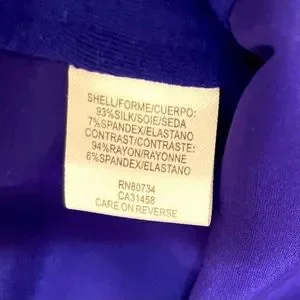 SHELL/FORME/CUERPO:
93%SILK/SOIE/SEDA
7%SPANDEX/ELASTANO
CONTRAST/CONTRASTE:
94%RAYON/RAYONNE
6%SPANDEX/ELASTANO
RN80734
CA31458
CARE ON REVERSE